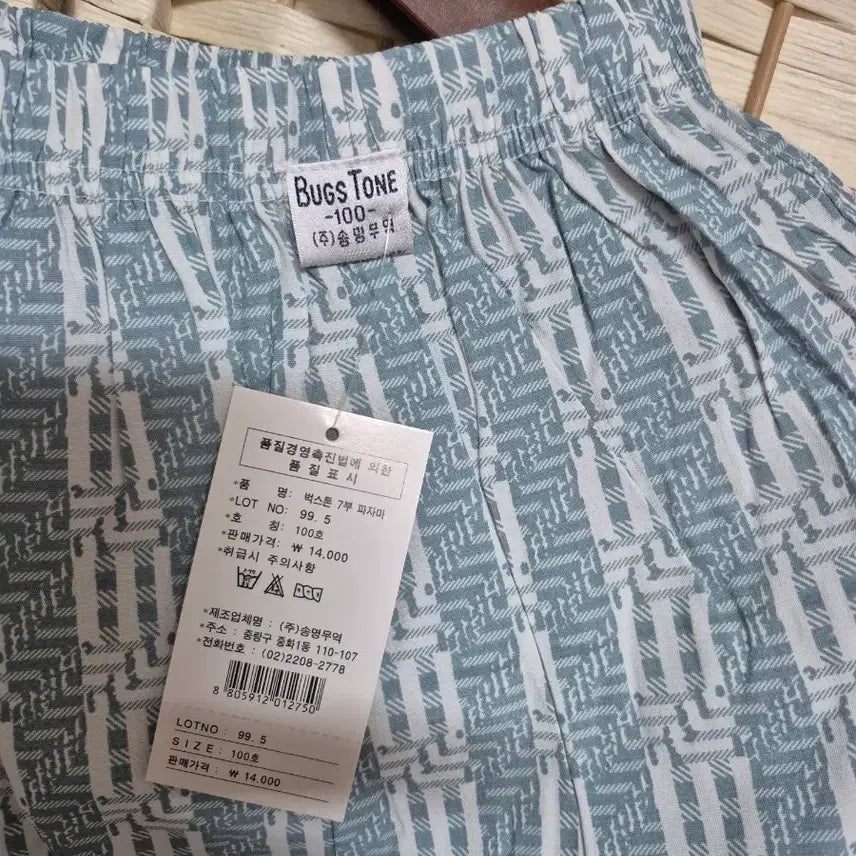 BUGS TONE
-100-
(주)송명무역
품질경영촉진법에 의한
품 질 표 시
*품 명: 벅스톤 7부 파자마
*LOT NO: 99. 5
*호 칭: 100호
*판매가격: ₩ 14,000
*취급시 주의사항
*제조업체명 : (주)송명무역
*주소 : 중랑구 중화1동 110-107
*전화번호 : (02)2208-2778
8 805912 012750
LOTNO : 99. 5
SIZE : 100호
판매가격 : ₩ 14,000